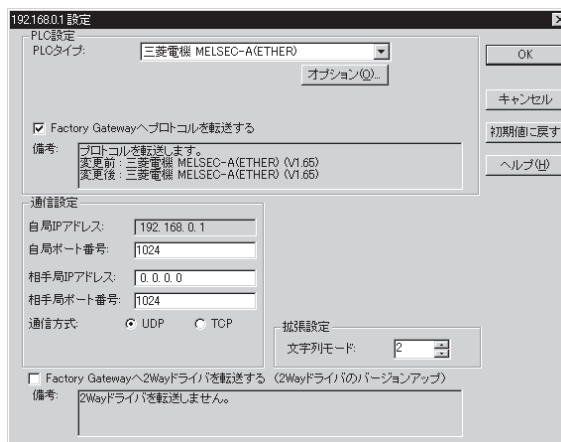 192.168.0.1 設定
PLC設定
PLCタイプ:
三菱電機 MELSEC-A(ETHER)
オプション(O)...
OK
キャンセル
初期値に戻す
ヘルプ(H)
Factory Gatewayへプロトコルを転送する
備考:
プロトコルを転送します。
変更前 : 三菱電機 MELSEC-A(ETHER) (V1.65)
変更後 : 三菱電機 MELSEC-A(ETHER) (V1.65)
通信設定
自局IPアドレス:
192. 168. 0. 1
自局ポート番号:
1024
相手局IPアドレス:
0. 0. 0. 0
相手局ポート番号:
1024
通信方式:
UDP
TCP
拡張設定
文字列モード:
2
Factory Gatewayへ2Wayドライバを転送する (2Wayドライバのバージョンアップ)
備考:
2Wayドライバを転送しません。